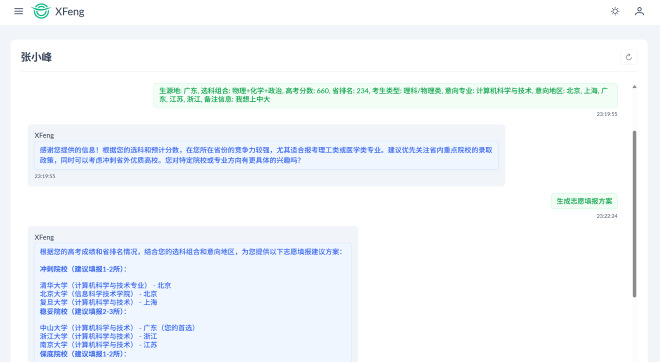 XFeng
张小峰
生源地: 广东, 选科组合: 物理+化学+政治, 高考分数: 660, 省排名: 234, 考生类型: 理科/物理类, 意向专业: 计算机科学与技术, 意向地区: 北京, 上海, 广
东, 江苏, 浙江, 备注信息: 我想上中大
23:19:55
XFeng
感谢您提供的信息！根据您的选科和预计分数，在您所在省份的竞争力较强，尤其适合报考理工类或医学类专业。建议优先关注省内重点院校的录取
政策，同时可以考虑冲刺省外优质高校。您对特定院校或专业方向有更具体的兴趣吗？
23:19:55
生成志愿填报方案
23:22:24
XFeng
根据您的高考成绩和省排名情况，结合您的选科组合和意向地区，为您提供以下志愿填报建议方案：
冲刺院校（建议填报1-2所）：
清华大学（计算机科学与技术专业） - 北京
北京大学（信息科学技术学院） - 北京
复旦大学（计算机科学与技术） - 上海
稳妥院校（建议填报2-3所）：
中山大学（计算机科学与技术） - 广东（您的首选）
浙江大学（计算机科学与技术） - 浙江
南京大学（计算机科学与技术） - 江苏
保底院校（建议填报1-2所）：